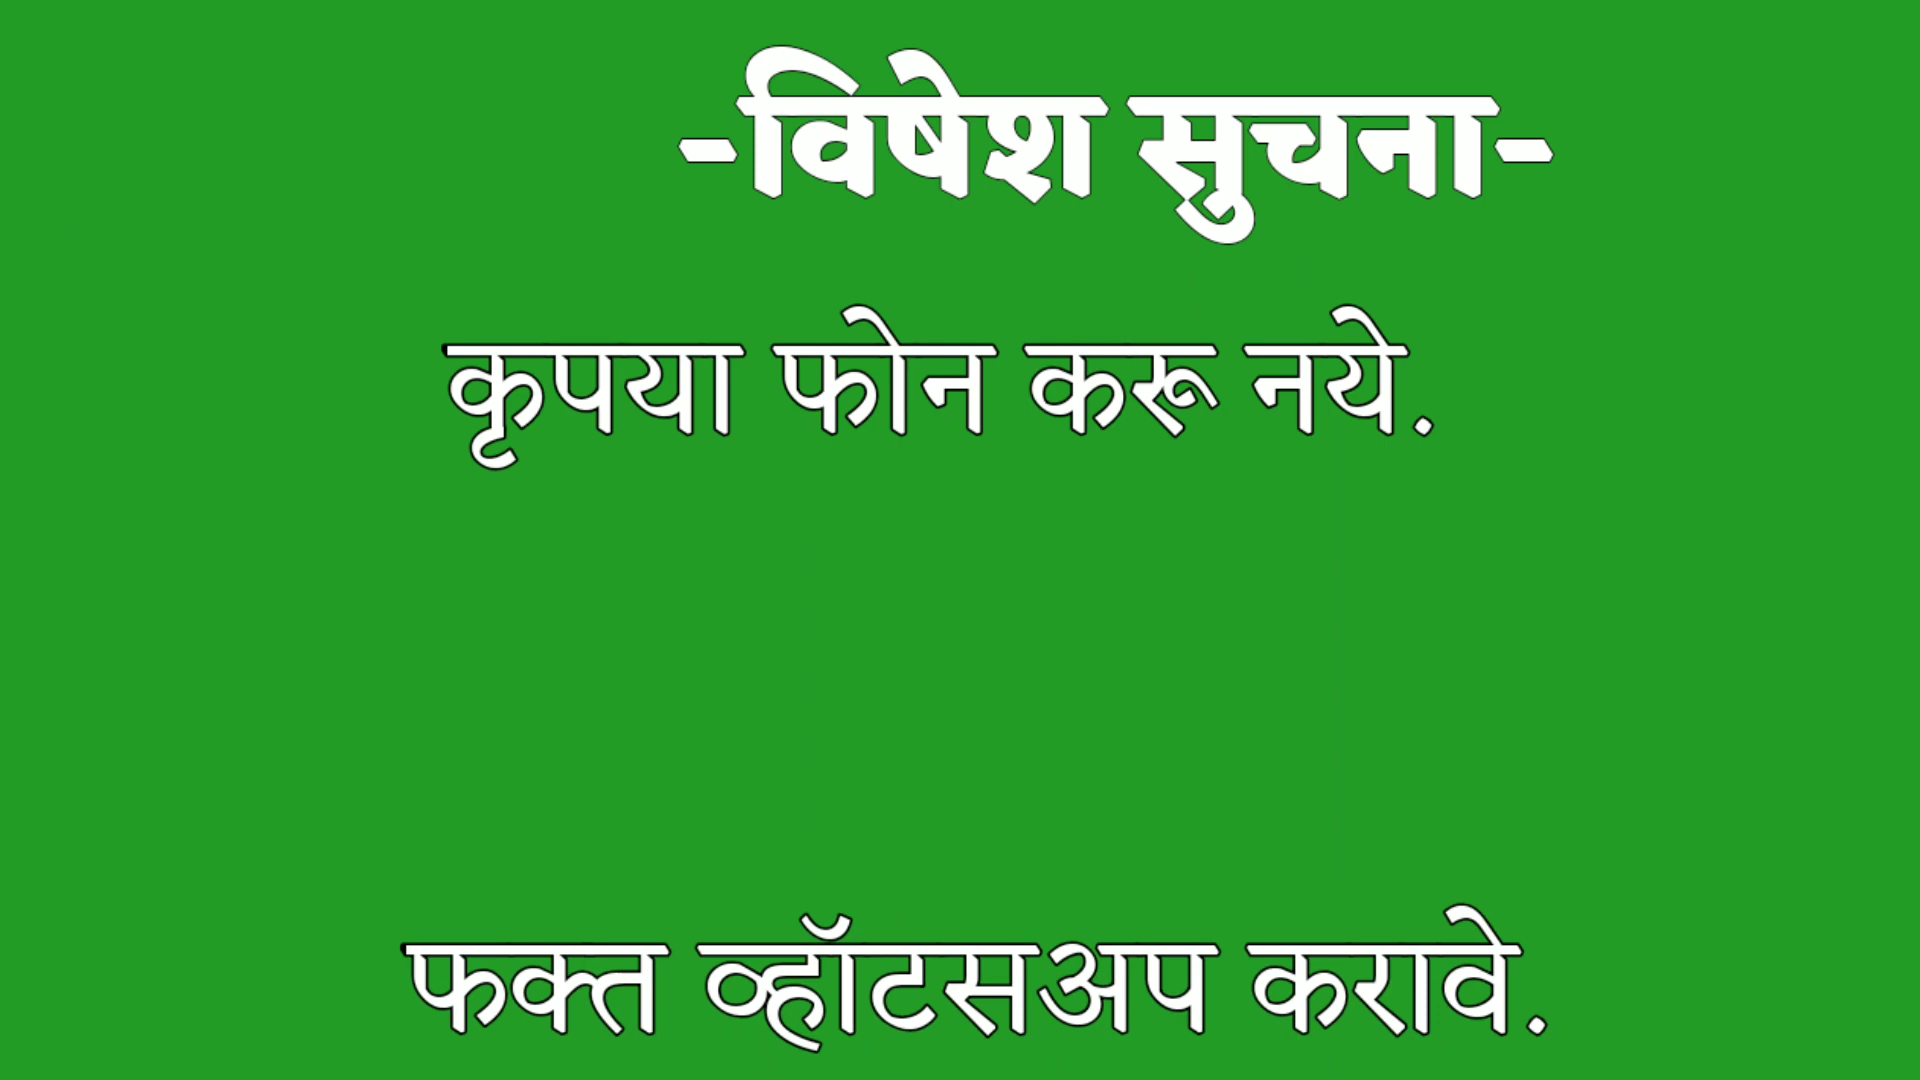 -विषेश सुचना-
कृपया फोन करू नये.
फक्त व्हॉटसअप करावे.